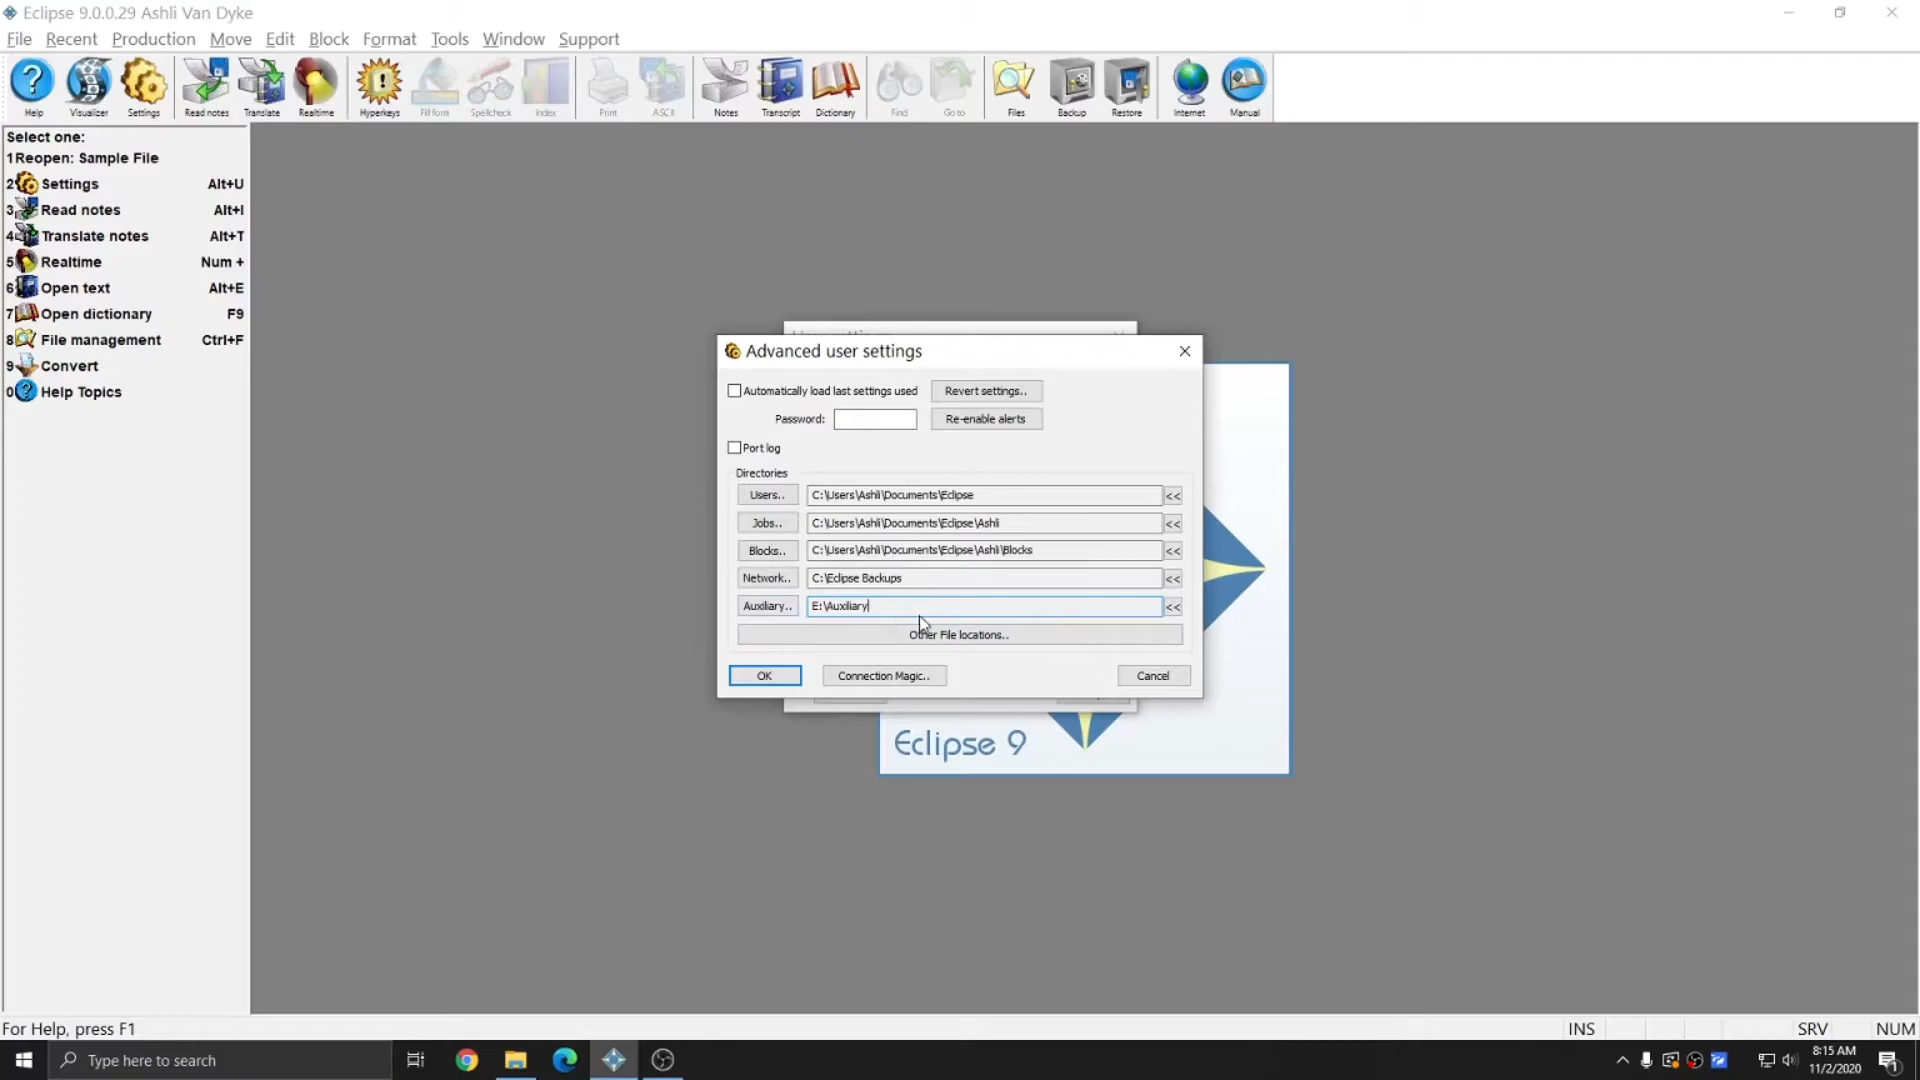 Eclipse 9.0.0.29 Ashli Van Dyke
File Recent Production Move Edit Block Format Tools Window Support
Help Visualizer Settings Read notes Translate Realtime Hyperkeys Fill form Spellcheck Index Print ASCII Notes Transcript Dictionary Find Go to Files Backup Restore Internet Manual
Select one:
1 Reopen: Sample File
2 Settings Alt+U
3 Read notes Alt+I
4 Translate notes Alt+T
5 Realtime Num +
6 Open text Alt+E
7 Open dictionary F9
8 File management Ctrl+F
9 Convert
0 Help Topics
Advanced user settings
Automatically load last settings used Revert settings..
Password: Re-enable alerts
Port log
Directories
Users.. C:\Users\Ashli\Documents\Eclipse <<
Jobs.. C:\Users\Ashli\Documents\Eclipse\Ashli <<
Blocks.. C:\Users\Ashli\Documents\Eclipse\Ashli\Blocks <<
Network.. C:\Eclipse Backups <<
Auxiliary.. E:\Auxiliary <<
Other File locations..
OK Connection Magic.. Cancel
Eclipse 9
For Help, press F1 INS SRV NUM
Type here to search
8:15 AM
11/2/2020
1